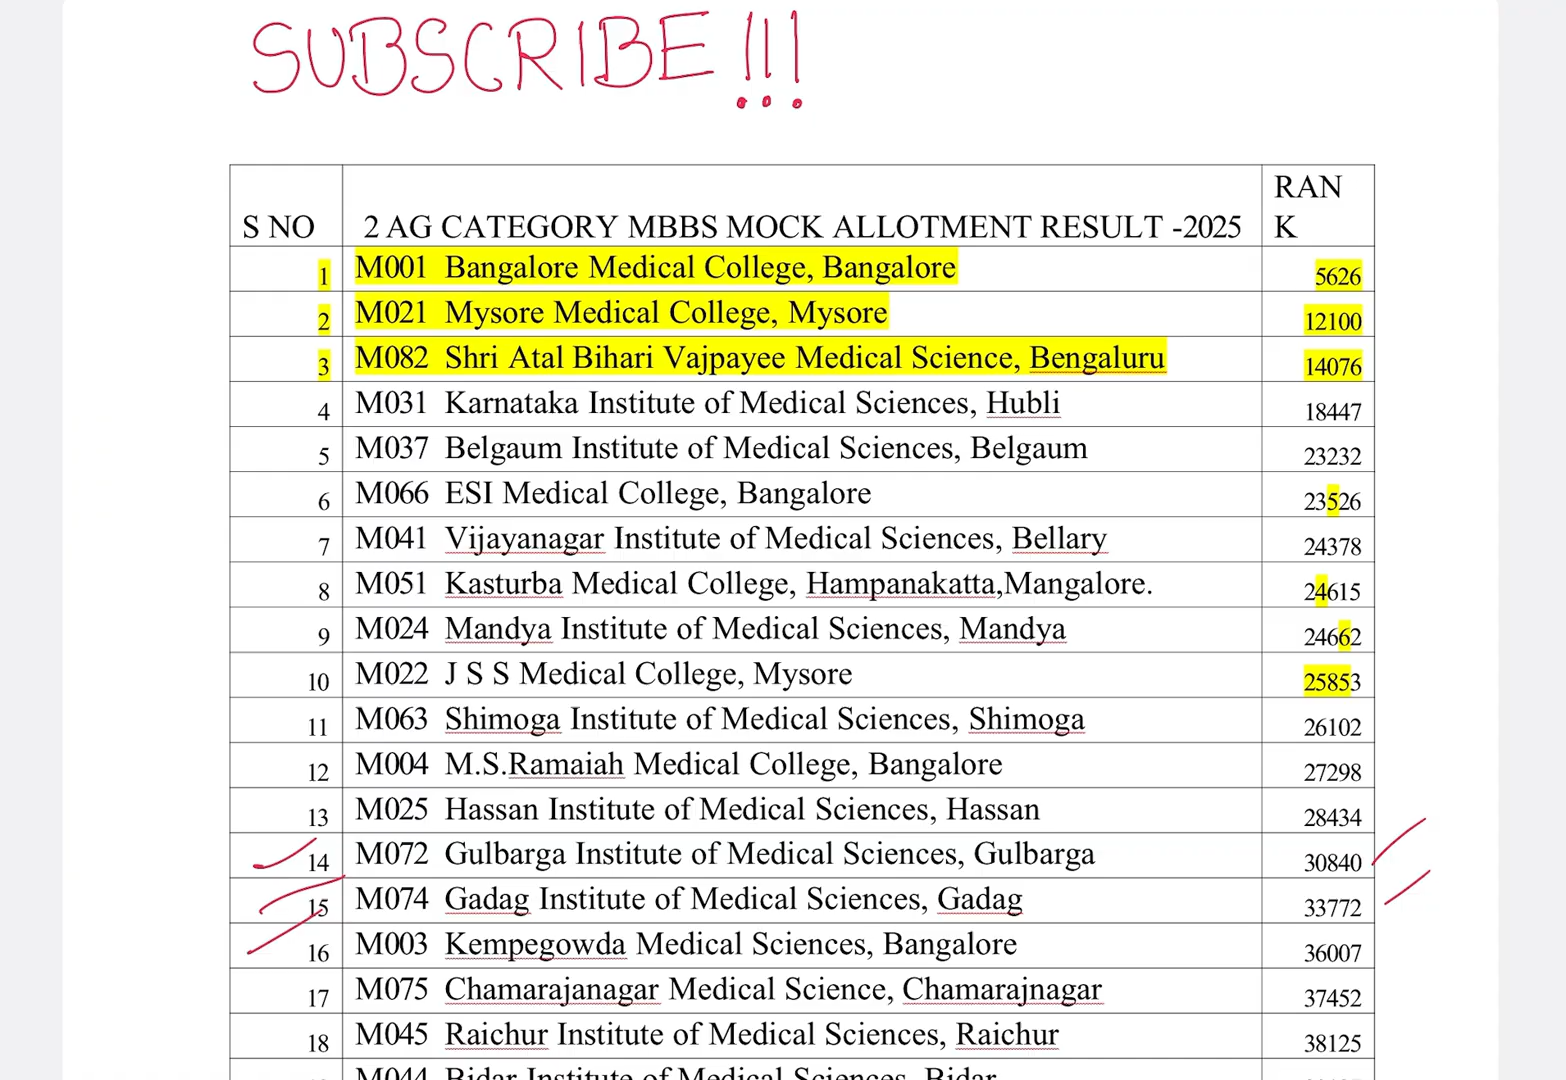 SUBSCRIBE!!!
S NO 2 AG CATEGORY MBBS MOCK ALLOTMENT RESULT -2025 RAN
K
1 M001 Bangalore Medical College, Bangalore 5626
2 M021 Mysore Medical College, Mysore 12100
3 M082 Shri Atal Bihari Vajpayee Medical Science, Bengaluru 14076
4 M031 Karnataka Institute of Medical Sciences, Hubli 18447
5 M037 Belgaum Institute of Medical Sciences, Belgaum 23232
6 M066 ESI Medical College, Bangalore 23526
7 M041 Vijayanagar Institute of Medical Sciences, Bellary 24378
8 M051 Kasturba Medical College, Hampanakatta,Mangalore. 24615
9 M024 Mandya Institute of Medical Sciences, Mandya 24662
10 M022 J S S Medical College, Mysore 25853
11 M063 Shimoga Institute of Medical Sciences, Shimoga 26102
12 M004 M.S.Ramaiah Medical College, Bangalore 27298
13 M025 Hassan Institute of Medical Sciences, Hassan 28434
14 M072 Gulbarga Institute of Medical Sciences, Gulbarga 30840
15 M074 Gadag Institute of Medical Sciences, Gadag 33772
16 M003 Kempegowda Medical Sciences, Bangalore 36007
17 M075 Chamarajanagar Medical Science, Chamarajnagar 37452
18 M045 Raichur Institute of Medical Sciences, Raichur 38125
M044 Bidar Institute of Medical Sciences, Bidar